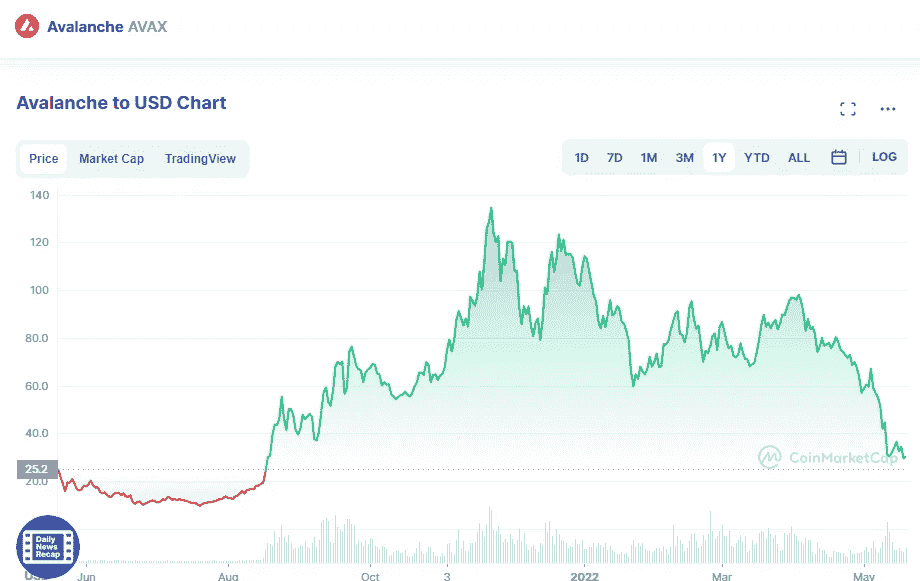 Avalanche AVAX
Avalanche to USD Chart
Price Market Cap TradingView
1D 7D 1M 3M 1Y YTD ALL LOG
140
120
100
80.0
60.0
40.0
25.2
20.0
CoinMarketCap
Daily
News
Recap
Jun Aug Oct 3 2022 Mar May